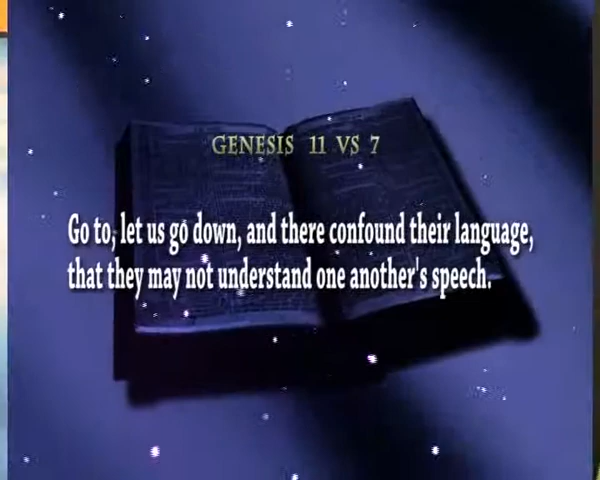 GENESIS 11 VS 7
Go to, let us go down, and there confound their language,
that they may not understand one another's speech.